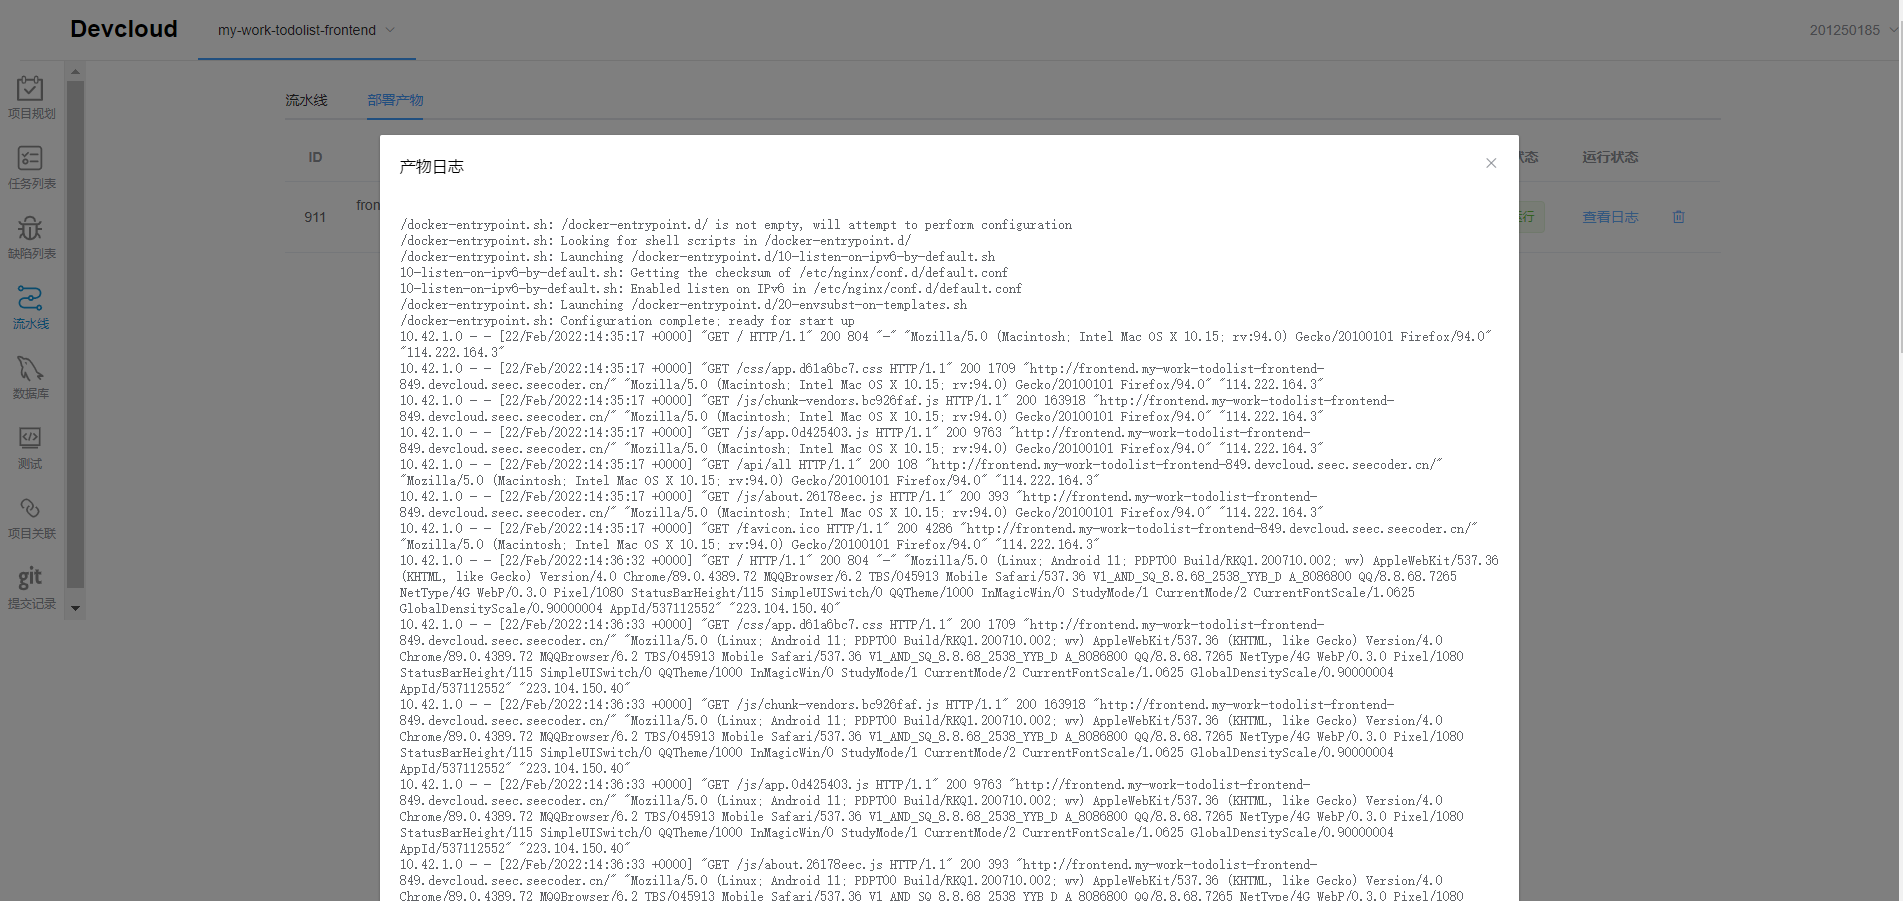 Devcloud
my-work-todolist-frontend
201250185
项目规划
任务列表
缺陷列表
流水线
数据库
测试
项目关联
git
提交记录
流水线
部署产物
ID
状态
运行状态
911
fron
运行
查看日志
产物日志
/docker-entrypoint.sh: /docker-entrypoint.d/ is not empty, will attempt to perform configuration
/docker-entrypoint.sh: Looking for shell scripts in /docker-entrypoint.d/
/docker-entrypoint.sh: Launching /docker-entrypoint.d/10-listen-on-ipv6-by-default.sh
10-listen-on-ipv6-by-default.sh: Getting the checksum of /etc/nginx/conf.d/default.conf
10-listen-on-ipv6-by-default.sh: Enabled listen on IPv6 in /etc/nginx/conf.d/default.conf
/docker-entrypoint.sh: Launching /docker-entrypoint.d/20-envsubst-on-templates.sh
/docker-entrypoint.sh: Configuration complete; ready for start up
10.42.1.0 - - [22/Feb/2022:14:35:17 +0000] "GET / HTTP/1.1" 200 804 "-" "Mozilla/5.0 (Macintosh; Intel Mac OS X 10.15; rv:94.0) Gecko/20100101 Firefox/94.0"
"114.222.164.3"
10.42.1.0 - - [22/Feb/2022:14:35:17 +0000] "GET /css/app.d61a6bc7.css HTTP/1.1" 200 1709 "http://frontend.my-work-todolist-frontend-
849.devcloud.seec.seecoder.cn/" "Mozilla/5.0 (Macintosh; Intel Mac OS X 10.15; rv:94.0) Gecko/20100101 Firefox/94.0" "114.222.164.3"
10.42.1.0 - - [22/Feb/2022:14:35:17 +0000] "GET /js/chunk-vendors.bc926faf.js HTTP/1.1" 200 163918 "http://frontend.my-work-todolist-frontend-
849.devcloud.seec.seecoder.cn/" "Mozilla/5.0 (Macintosh; Intel Mac OS X 10.15; rv:94.0) Gecko/20100101 Firefox/94.0" "114.222.164.3"
10.42.1.0 - - [22/Feb/2022:14:35:17 +0000] "GET /js/app.0d425403.js HTTP/1.1" 200 9763 "http://frontend.my-work-todolist-frontend-
849.devcloud.seec.seecoder.cn/" "Mozilla/5.0 (Macintosh; Intel Mac OS X 10.15; rv:94.0) Gecko/20100101 Firefox/94.0" "114.222.164.3"
10.42.1.0 - - [22/Feb/2022:14:35:17 +0000] "GET /api/all HTTP/1.1" 200 108 "http://frontend.my-work-todolist-frontend-849.devcloud.seec.seecoder.cn/"
"Mozilla/5.0 (Macintosh; Intel Mac OS X 10.15; rv:94.0) Gecko/20100101 Firefox/94.0" "114.222.164.3"
10.42.1.0 - - [22/Feb/2022:14:35:17 +0000] "GET /js/about.26178eec.js HTTP/1.1" 200 393 "http://frontend.my-work-todolist-frontend-
849.devcloud.seec.seecoder.cn/" "Mozilla/5.0 (Macintosh; Intel Mac OS X 10.15; rv:94.0) Gecko/20100101 Firefox/94.0" "114.222.164.3"
10.42.1.0 - - [22/Feb/2022:14:35:17 +0000] "GET /favicon.ico HTTP/1.1" 200 4286 "http://frontend.my-work-todolist-frontend-849.devcloud.seec.seecoder.cn/"
"Mozilla/5.0 (Macintosh; Intel Mac OS X 10.15; rv:94.0) Gecko/20100101 Firefox/94.0" "114.222.164.3"
10.42.1.0 - - [22/Feb/2022:14:36:32 +0000] "GET / HTTP/1.1" 200 804 "-" "Mozilla/5.0 (Linux; Android 11; PDPT00 Build/RKQ1.200710.002; wv) AppleWebKit/537.36
(KHTML, like Gecko) Version/4.0 Chrome/89.0.4389.72 MQQBrowser/6.2 TBS/045913 Mobile Safari/537.36 V1_AND_SQ_8.8.68_2538_YYB_D A_8086800 QQ/8.8.68.7265
NetType/4G WebP/0.3.0 Pixel/1080 StatusBarHeight/115 SimpleUISwitch/0 QQTheme/1000 InMagicWin/0 StudyMode/1 CurrentMode/2 CurrentFontScale/1.0625
GlobalDensityScale/0.90000004 AppId/537112552" "223.104.150.40"
10.42.1.0 - - [22/Feb/2022:14:36:33 +0000] "GET /css/app.d61a6bc7.css HTTP/1.1" 200 1709 "http://frontend.my-work-todolist-frontend-
849.devcloud.seec.seecoder.cn/" "Mozilla/5.0 (Linux; Android 11; PDPT00 Build/RKQ1.200710.002; wv) AppleWebKit/537.36 (KHTML, like Gecko) Version/4.0
Chrome/89.0.4389.72 MQQBrowser/6.2 TBS/045913 Mobile Safari/537.36 V1_AND_SQ_8.8.68_2538_YYB_D A_8086800 QQ/8.8.68.7265 NetType/4G WebP/0.3.0 Pixel/1080
StatusBarHeight/115 SimpleUISwitch/0 QQTheme/1000 InMagicWin/0 StudyMode/1 CurrentMode/2 CurrentFontScale/1.0625 GlobalDensityScale/0.90000004
AppId/537112552" "223.104.150.40"
10.42.1.0 - - [22/Feb/2022:14:36:33 +0000] "GET /js/chunk-vendors.bc926faf.js HTTP/1.1" 200 163918 "http://frontend.my-work-todolist-frontend-
849.devcloud.seec.seecoder.cn/" "Mozilla/5.0 (Linux; Android 11; PDPT00 Build/RKQ1.200710.002; wv) AppleWebKit/537.36 (KHTML, like Gecko) Version/4.0
Chrome/89.0.4389.72 MQQBrowser/6.2 TBS/045913 Mobile Safari/537.36 V1_AND_SQ_8.8.68_2538_YYB_D A_8086800 QQ/8.8.68.7265 NetType/4G WebP/0.3.0 Pixel/1080
StatusBarHeight/115 SimpleUISwitch/0 QQTheme/1000 InMagicWin/0 StudyMode/1 CurrentMode/2 CurrentFontScale/1.0625 GlobalDensityScale/0.90000004
AppId/537112552" "223.104.150.40"
10.42.1.0 - - [22/Feb/2022:14:36:33 +0000] "GET /js/app.0d425403.js HTTP/1.1" 200 9763 "http://frontend.my-work-todolist-frontend-
849.devcloud.seec.seecoder.cn/" "Mozilla/5.0 (Linux; Android 11; PDPT00 Build/RKQ1.200710.002; wv) AppleWebKit/537.36 (KHTML, like Gecko) Version/4.0
Chrome/89.0.4389.72 MQQBrowser/6.2 TBS/045913 Mobile Safari/537.36 V1_AND_SQ_8.8.68_2538_YYB_D A_8086800 QQ/8.8.68.7265 NetType/4G WebP/0.3.0 Pixel/1080
StatusBarHeight/115 SimpleUISwitch/0 QQTheme/1000 InMagicWin/0 StudyMode/1 CurrentMode/2 CurrentFontScale/1.0625 GlobalDensityScale/0.90000004
AppId/537112552" "223.104.150.40"
10.42.1.0 - - [22/Feb/2022:14:36:33 +0000] "GET /js/about.26178eec.js HTTP/1.1" 200 393 "http://frontend.my-work-todolist-frontend-
849.devcloud.seec.seecoder.cn/" "Mozilla/5.0 (Linux; Android 11; PDPT00 Build/RKQ1.200710.002; wv) AppleWebKit/537.36 (KHTML, like Gecko) Version/4.0
Chrome/89.0.4389.72 MQQBrowser/6.2 TBS/045913 Mobile Safari/537.36 V1_AND_SQ_8.8.68_2538_YYB_D A_8086800 QQ/8.8.68.7265 NetType/4G WebP/0.3.0 Pixel/1080